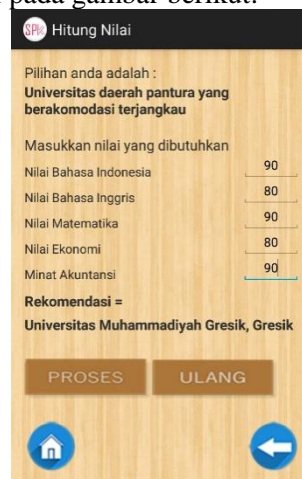 pada gambar berikut:
SPK Hitung Nilai
Pilihan anda adalah :
Universitas daerah pantura yang
berakomodasi terjangkau
Masukkan nilai yang dibutuhkan
Nilai Bahasa Indonesia 90
Nilai Bahasa Inggris 80
Nilai Matematika 90
Nilai Ekonomi 80
Minat Akuntansi 90
Rekomendasi =
Universitas Muhammadiyah Gresik, Gresik
PROSES ULANG